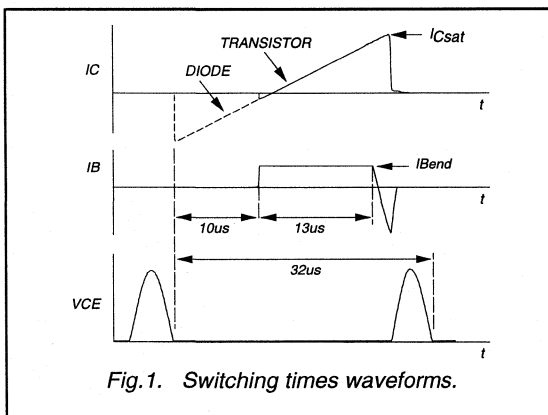 ICsat
TRANSISTOR
IC
DIODE
t
IB
IBend
t
10us
13us
32us
VCE
t
Fig.1. Switching times waveforms.